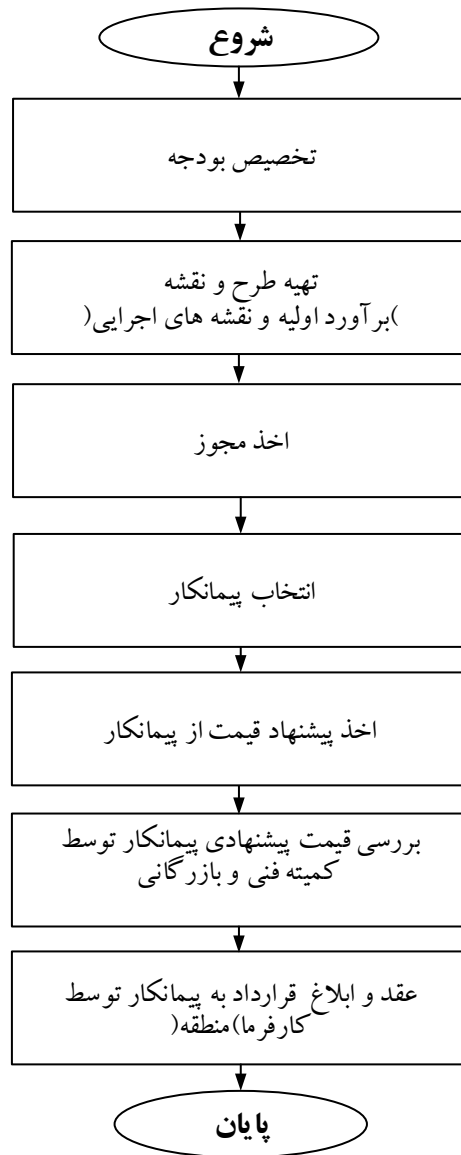 شروع
تخصیص بودجه
تهیه طرح و نقشه
)برآورد اولیه و نقشه های اجرایی(
اخذ مجوز
انتخاب پیمانکار
اخذ پیشنهاد قیمت از پیمانکار
بررسی قیمت پیشنهادی پیمانکار توسط
کمیته فنی و بازرگانی
عقد و ابلاغ قرارداد به پیمانکار توسط
کارفرما)منطقه(
پایان